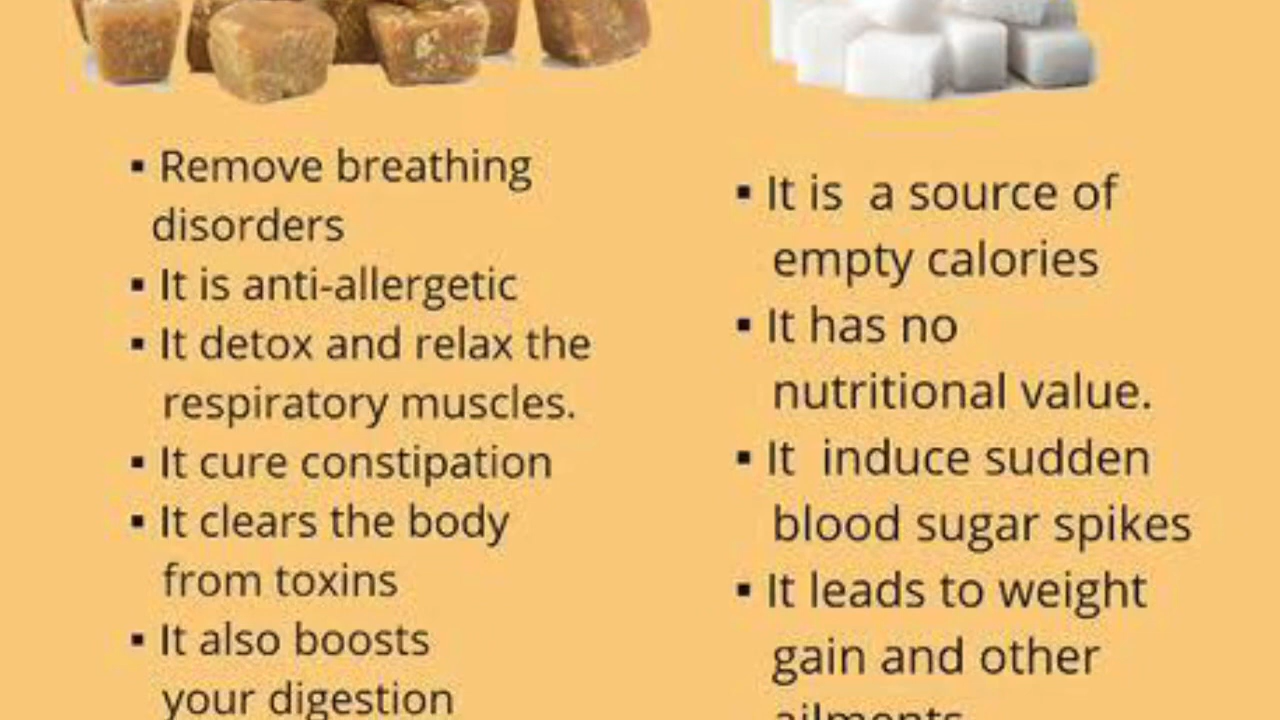 ▪ Remove breathing
disorders
▪ It is anti-allergetic
▪ It detox and relax the
respiratory muscles.
▪ It cure constipation
▪ It clears the body
from toxins
▪ It also boosts
your digestion
▪ It is  a source of
empty calories
▪ It has no
nutritional value.
▪ It  induce sudden
blood sugar spikes
▪ It leads to weight
gain and other
ailments